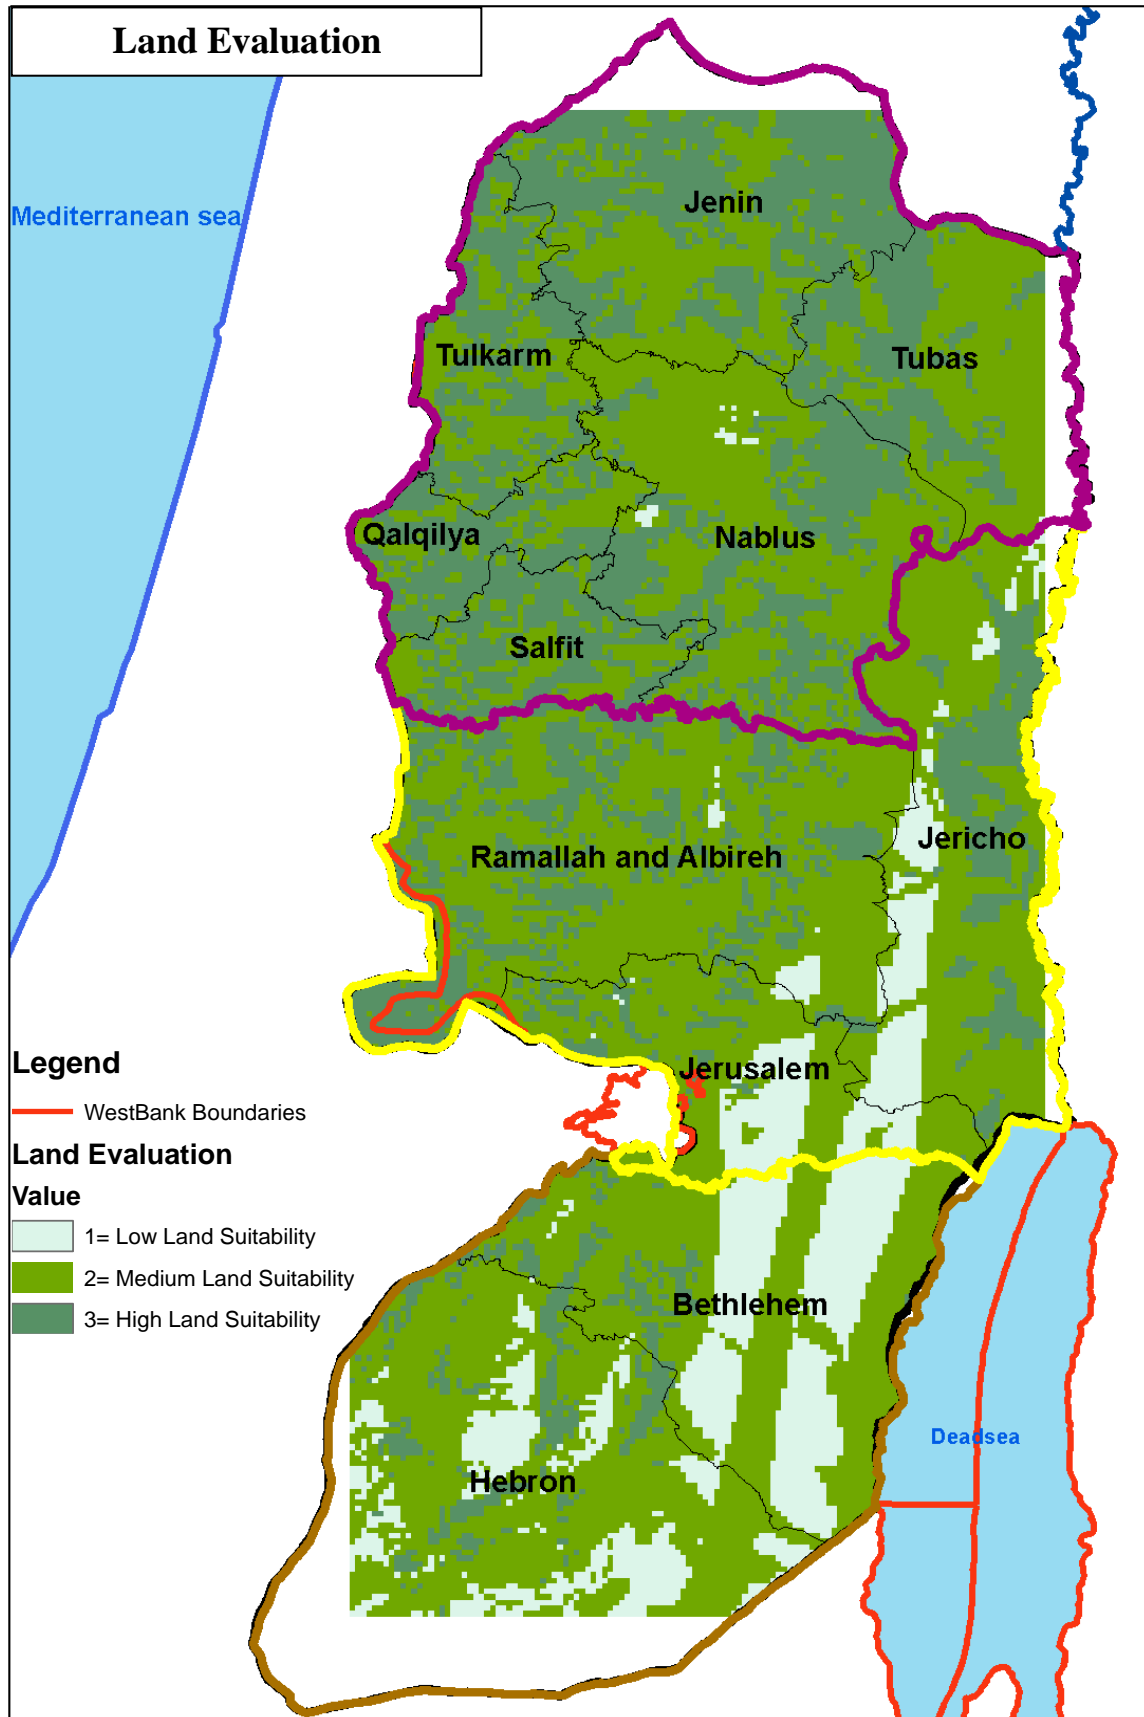 Land Evaluation
Mediterranean sea
Jenin
Tulkarm
Tubas
Qalqilya
Nablus
Salfit
Jericho
Ramallah and Albireh
Jerusalem
Bethlehem
Deadsea
Hebron
Legend
WestBank Boundaries
Land Evaluation
Value
1= Low Land Suitability
2= Medium Land Suitability
3= High Land Suitability